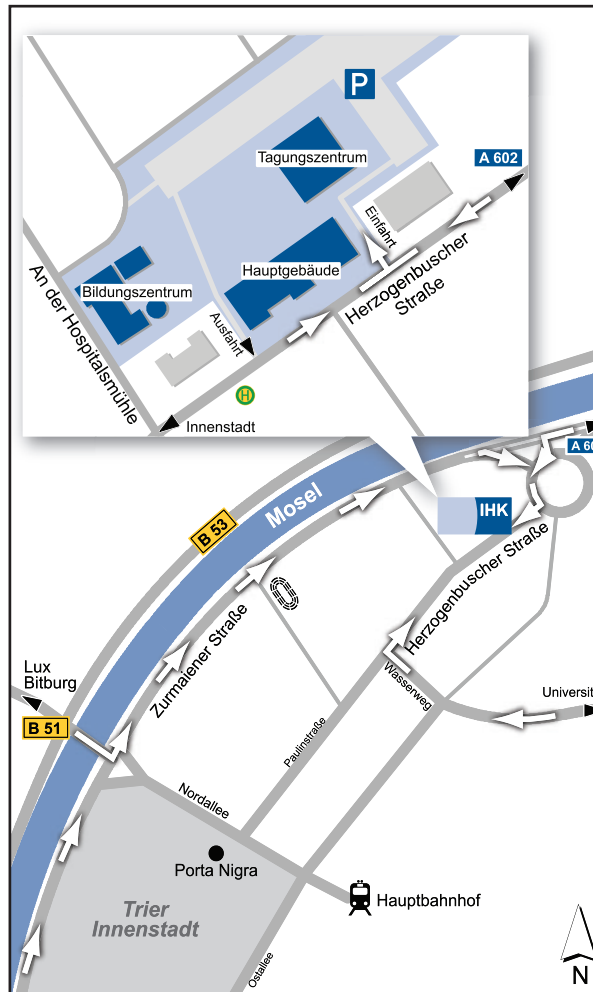 P
Tagungszentrum
A 602
Einfahrt
Hauptgebäude
Herzogenbuscher
Straße
Bildungszentrum
An der Hospitalsmühle
Ausfahrt
H
Innenstadt
Mosel
B 53
IHK
Herzogenbuscher Straße
Zurmaiener Straße
Lux
Bitburg
B 51
Wasserweg
Universit
Paulinstraße
Nordallee
Porta Nigra
Hauptbahnhof
Trier
Innenstadt
Ostallee
N